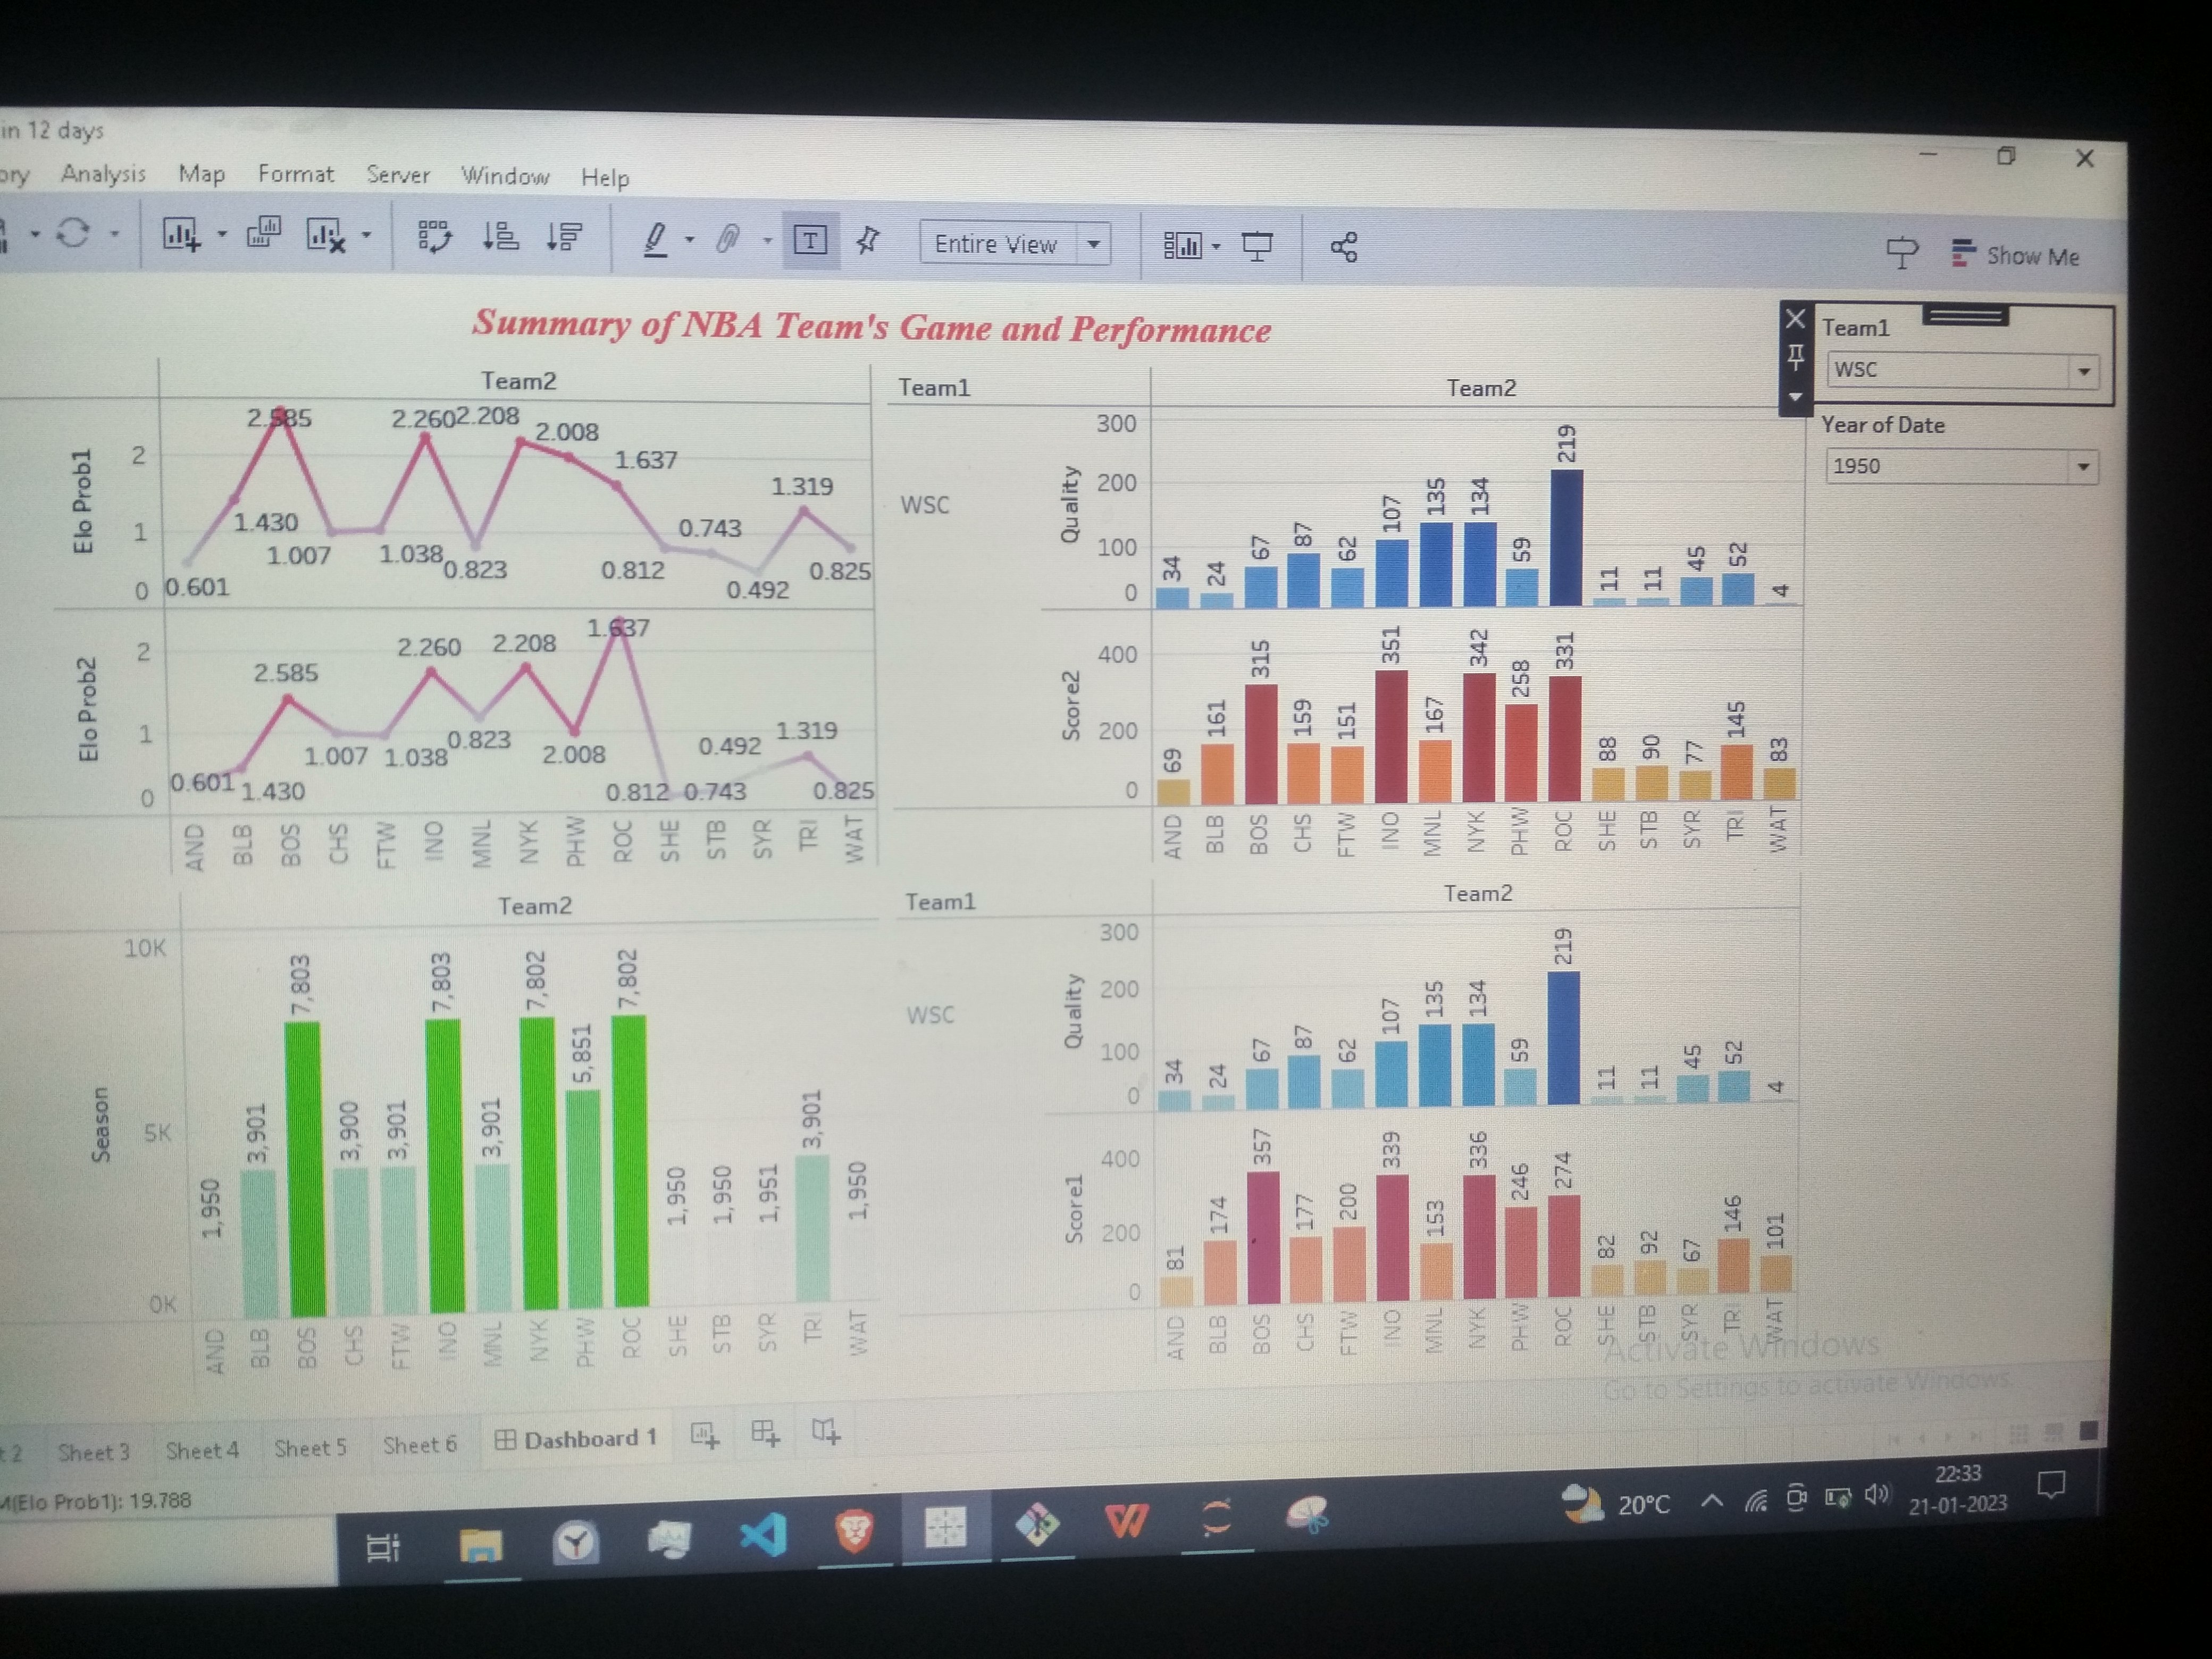 in 12 days
ory Analysis Map Format Server Window Help
T Entire View Show Me
Summary of NBA Team's Game and Performance
Team1
WSC
Year of Date
1950
Team2
Elo Prob1
2
1
0
0.601 1.430 2.585 1.007 1.038 2.260 0.823 2.208 2.008 1.637 0.812 0.743 0.492 1.319 0.825
Elo Prob2
2
1
0
0.601 1.430 2.585 1.007 1.038 2.260 0.823 2.208 2.008 1.637 0.812 0.743 0.492 1.319 0.825
AND BLB BOS CHS FTW INO MNL NYK PHW ROC SHE STB SYR TRI WAT
Team1 Team2
WSC
Quality
300
200
100
0
34 24 67 87 62 107 135 134 59 219 11 11 45 52 4
Score2
400
200
0
69 161 315 159 151 351 167 342 258 331 88 90 77 145 83
AND BLB BOS CHS FTW INO MNL NYK PHW ROC SHE STB SYR TRI WAT
Team2
Season
10K
5K
0K
1,950 3,901 7,803 3,900 3,901 7,803 3,901 7,802 5,851 7,802 1,950 1,950 1,951 3,901 1,950
AND BLB BOS CHS FTW INO MNL NYK PHW ROC SHE STB SYR TRI WAT
Team1 Team2
WSC
Quality
300
200
100
0
34 24 67 87 62 107 135 134 59 219 11 11 45 52 4
Score1
400
200
0
81 174 357 177 200 339 153 336 246 274 82 92 67 146 101
AND BLB BOS CHS FTW INO MNL NYK PHW ROC SHE STB SYR TRI WAT
Activate Windows
Go to Settings to activate Windows.
t 2 Sheet 3 Sheet 4 Sheet 5 Sheet 6 Dashboard 1
M(Elo Prob1): 19.788
20°C
22:33
21-01-2023